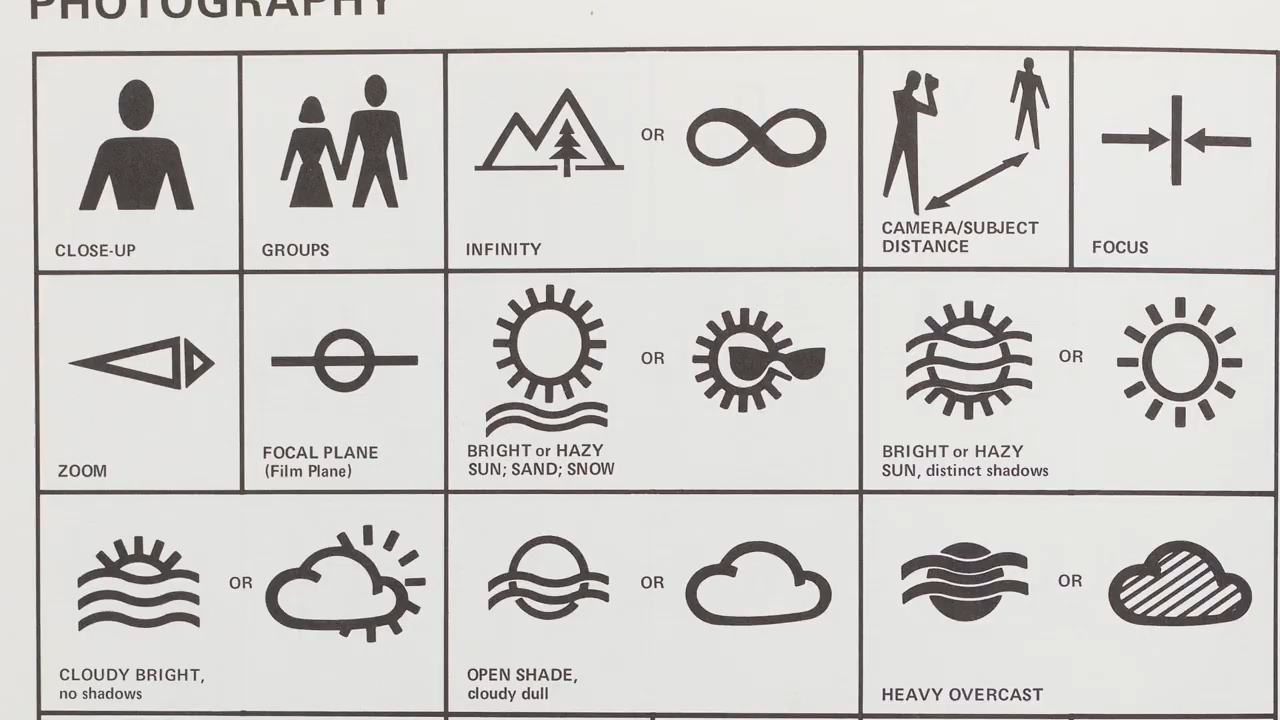 PHOTOGRAPHY
OR
CLOSE-UP
GROUPS
INFINITY
CAMERA/SUBJECT
DISTANCE
FOCUS
OR
OR
ZOOM
FOCAL PLANE
(Film Plane)
BRIGHT or HAZY
SUN; SAND; SNOW
BRIGHT or HAZY
SUN, distinct shadows
OR
OR
OR
CLOUDY BRIGHT,
no shadows
OPEN SHADE,
cloudy dull
HEAVY OVERCAST